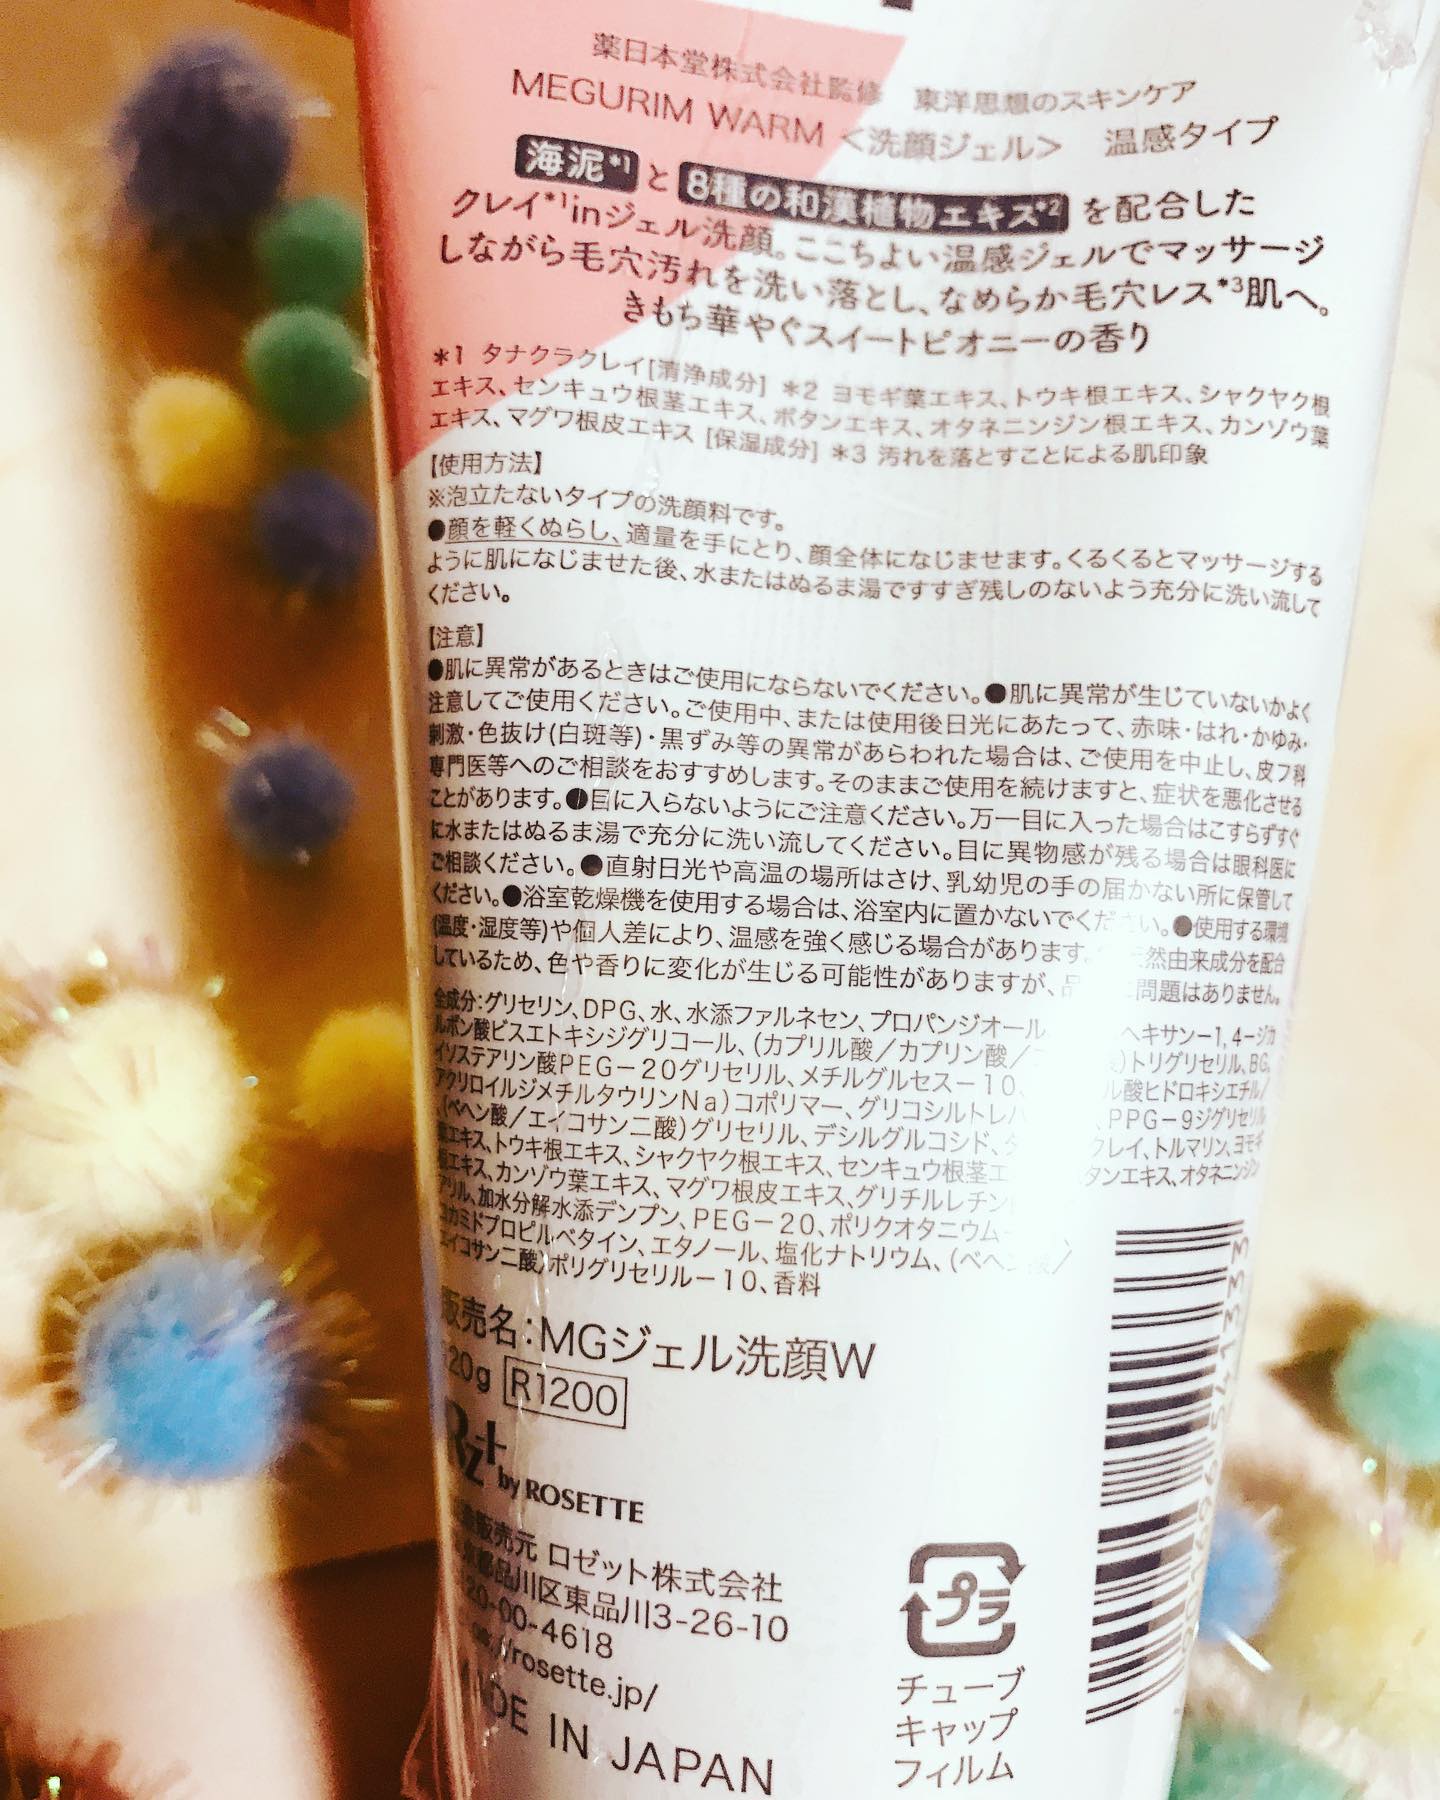 薬日本堂株式会社監修 東洋思想のスキンケア
MEGURIM WARM <洗顔ジェル> 温感タイプ
海泥*1 と 8種の和漢植物エキス*2 を配合した
クレイ*1inジェル洗顔。ここちよい温感ジェルでマッサージ
しながら毛穴汚れを洗い落とし、なめらか毛穴レス*3肌へ。
きもち華やぐスイートピオニーの香り
*1 タナクラクレイ[清浄成分] *2 ヨモギ葉エキス、トウキ根エキス、シャクヤク根
エキス、センキュウ根茎エキス、ボタンエキス、オタネニンジン根エキス、カンゾウ葉
エキス、マグワ根皮エキス [保湿成分] *3 汚れを落とすことによる肌印象
【使用方法】
※泡立たないタイプの洗顔料です。
●顔を軽くぬらし、適量を手にとり、顔全体になじませます。くるくるとマッサージする
ように肌になじませた後、水またはぬるま湯ですすぎ残しのないよう充分に洗い流して
ください。
【注意】
●肌に異常があるときはご使用にならないでください。●肌に異常が生じていないかよく
注意してご使用ください。ご使用中、または使用後日光にあたって、赤味・はれ・かゆみ・
刺激・色抜け(白斑等)・黒ずみ等の異常があらわれた場合は、ご使用を中止し、皮フ科
専門医等へのご相談をおすすめします。そのままご使用を続けますと、症状を悪化させる
ことがあります。●目に入らないようにご注意ください。万一目に入った場合はこすらずすぐ
に水またはぬるま湯で充分に洗い流してください。目に異物感が残る場合は眼科医に
ご相談ください。●直射日光や高温の場所はさけ、乳幼児の手の届かない所に保管して
ください。●浴室乾燥機を使用する場合は、浴室内に置かないでください。●使用する環境
(温度・湿度等)や個人差により、温感を強く感じる場合があります。 然由来成分を配合
しているため、色や香りに変化が生じる可能性がありますが、品 問題はありません。
全成分：グリセリン、DPG、水、水添ファルネセン、プロパンジオール ヘキサン－1,4－ジカ
ルボン酸ビスエトキシジグリコール、(カプリル酸／カプリン酸／ )トリグリセリル、BG、
イソステアリン酸PEG－20グリセリル、メチルグルセス－10、 ル酸ヒドロキシエチル／
アクリロイルジメチルタウリンNa)コポリマー、グリコシルトレハ 、PPG－9ジグリセリル
、(ベヘン酸／エイコサン二酸)グリセリル、デシルグルコシド、タ クレイ、トルマリン、ヨモギ
葉エキス、トウキ根エキス、シャクヤク根エキス、センキュウ根茎エ タンエキス、オタネニンジン
根エキス、カンゾウ葉エキス、マグワ根皮エキス、グリチルレチン
アリル、加水分解水添デンプン、PEG－20、ポリクオタニウム－
コカミドプロピルベタイン、エタノール、塩化ナトリウム、(ベヘン酸／
エイコサン二酸)ポリグリセリル－10、香料
販売名：MGジェル洗顔W
20g R1200
Rz+ by ROSETTE
販売元 ロゼット株式会社
品川区東品川3-26-10
20-00-4618
//rosette.jp/
MADE IN JAPAN
プラ
チューブ
キャップ
フィルム